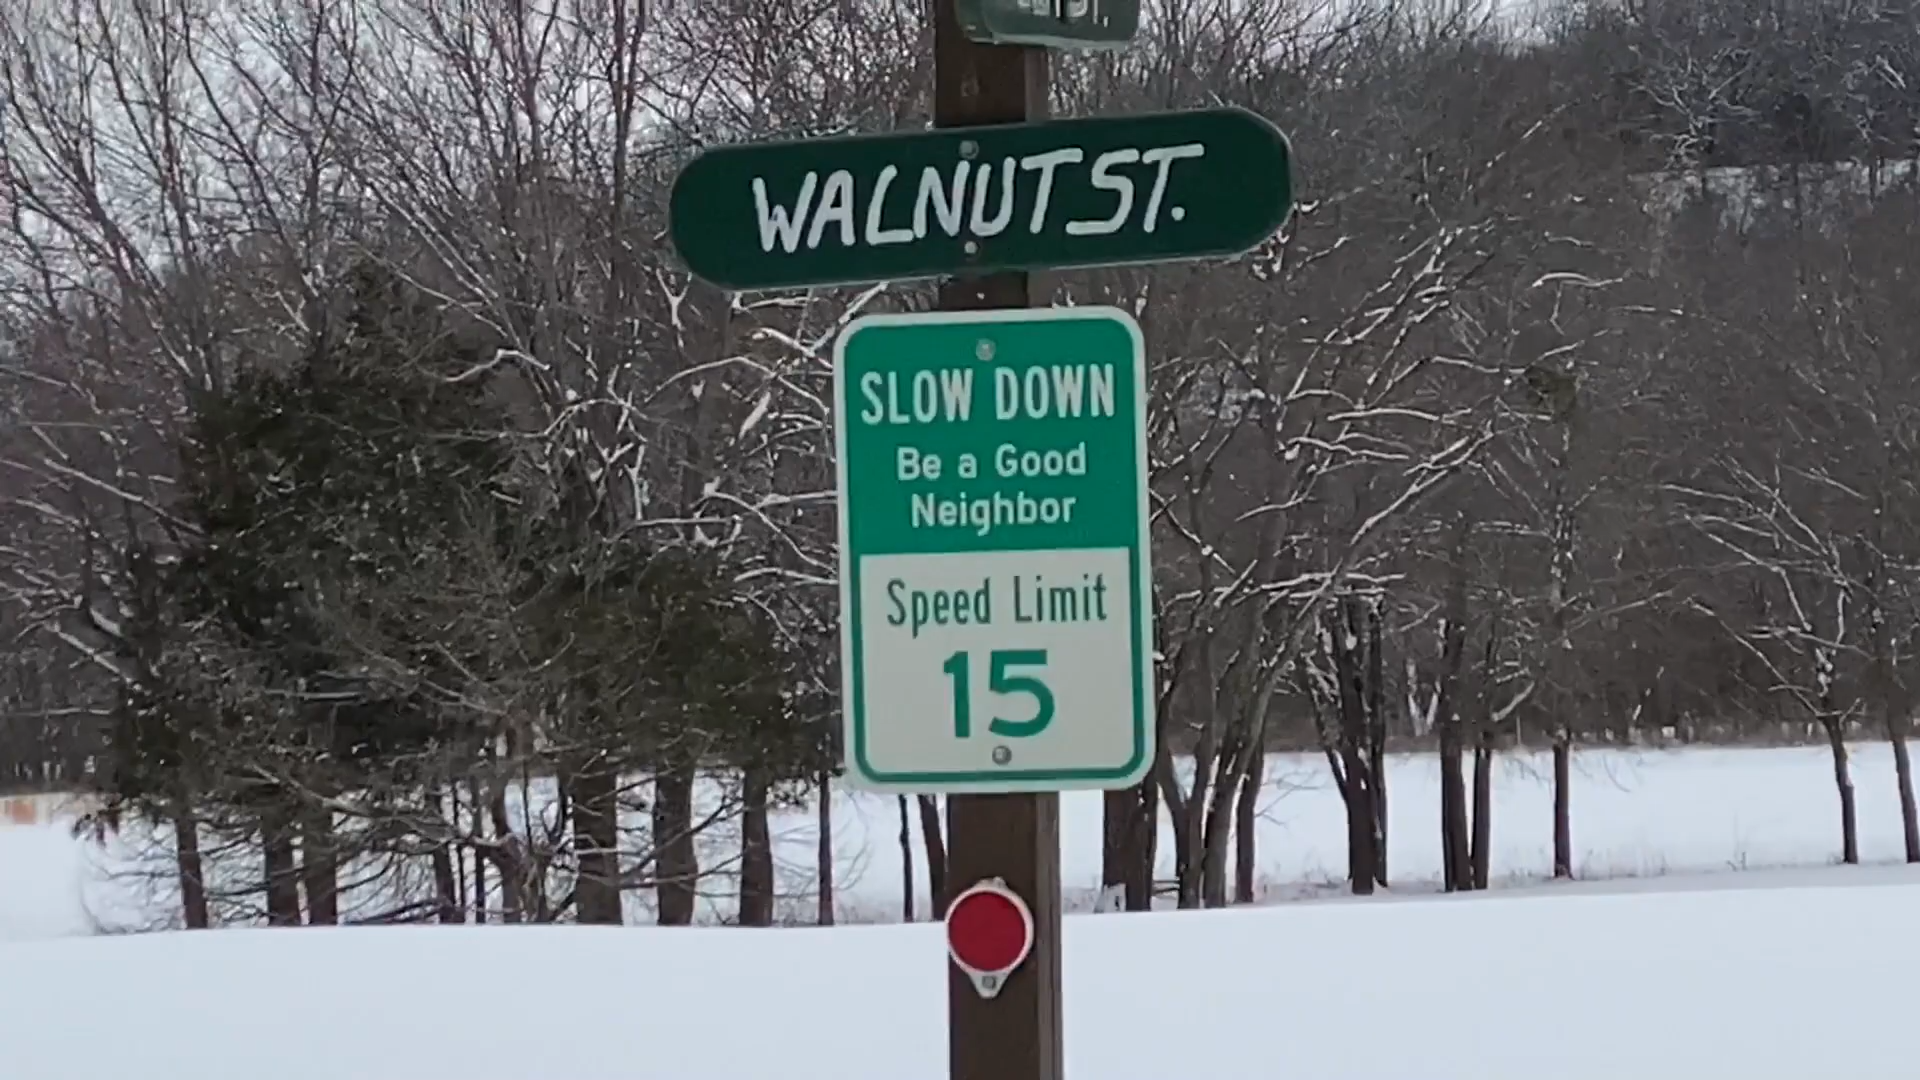 WALNUT ST.
SLOW DOWN
Be a Good
Neighbor
Speed Limit
15